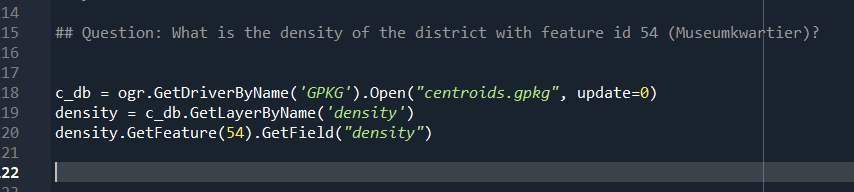 14
15 ## Question: What is the density of the district with feature id 54 (Museumkwartier)?
16
17
18 c_db = ogr.GetDriverByName('GPKG').Open("centroids.gpkg", update=0)
19 density = c_db.GetLayerByName('density')
20 density.GetFeature(54).GetField("density")
21
22